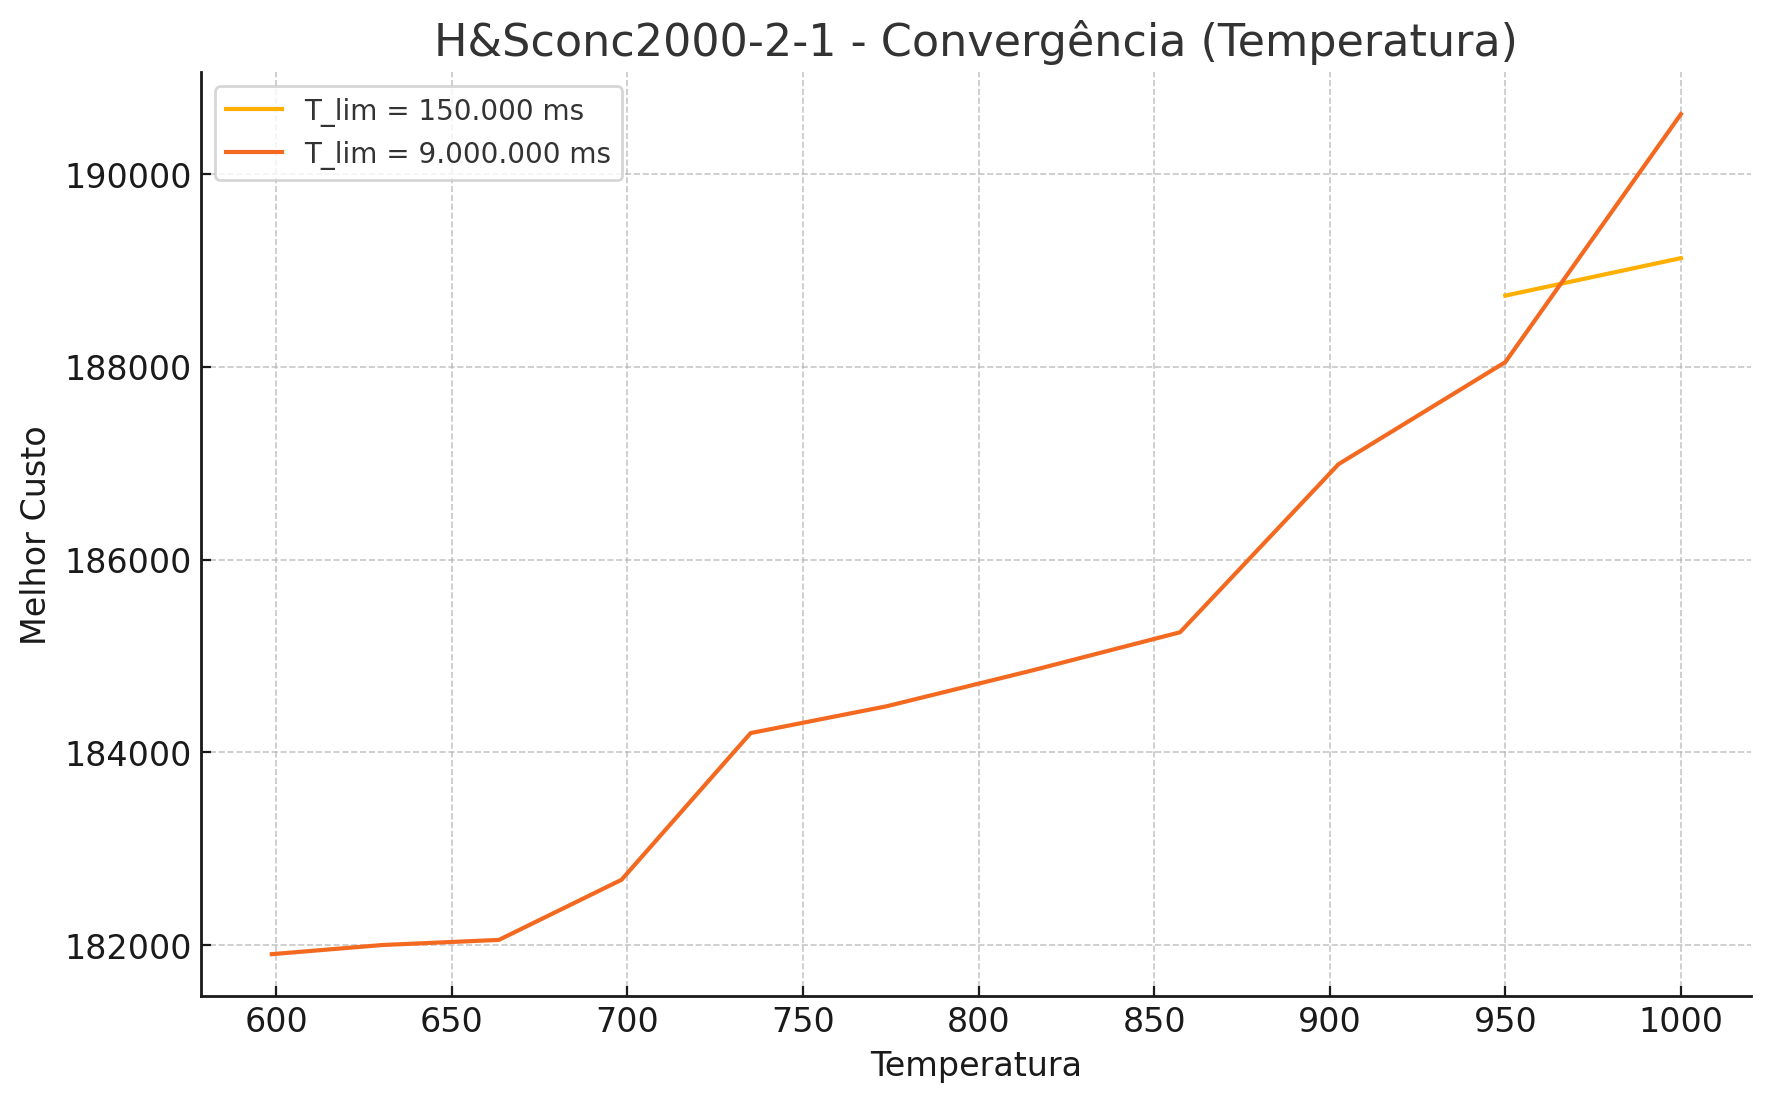 H&Sconc2000-2-1 - Convergência (Temperatura)
T_lim = 150.000 ms
T_lim = 9.000.000 ms
190000
188000
186000
184000
182000
Melhor Custo
600 650 700 750 800 850 900 950 1000
Temperatura